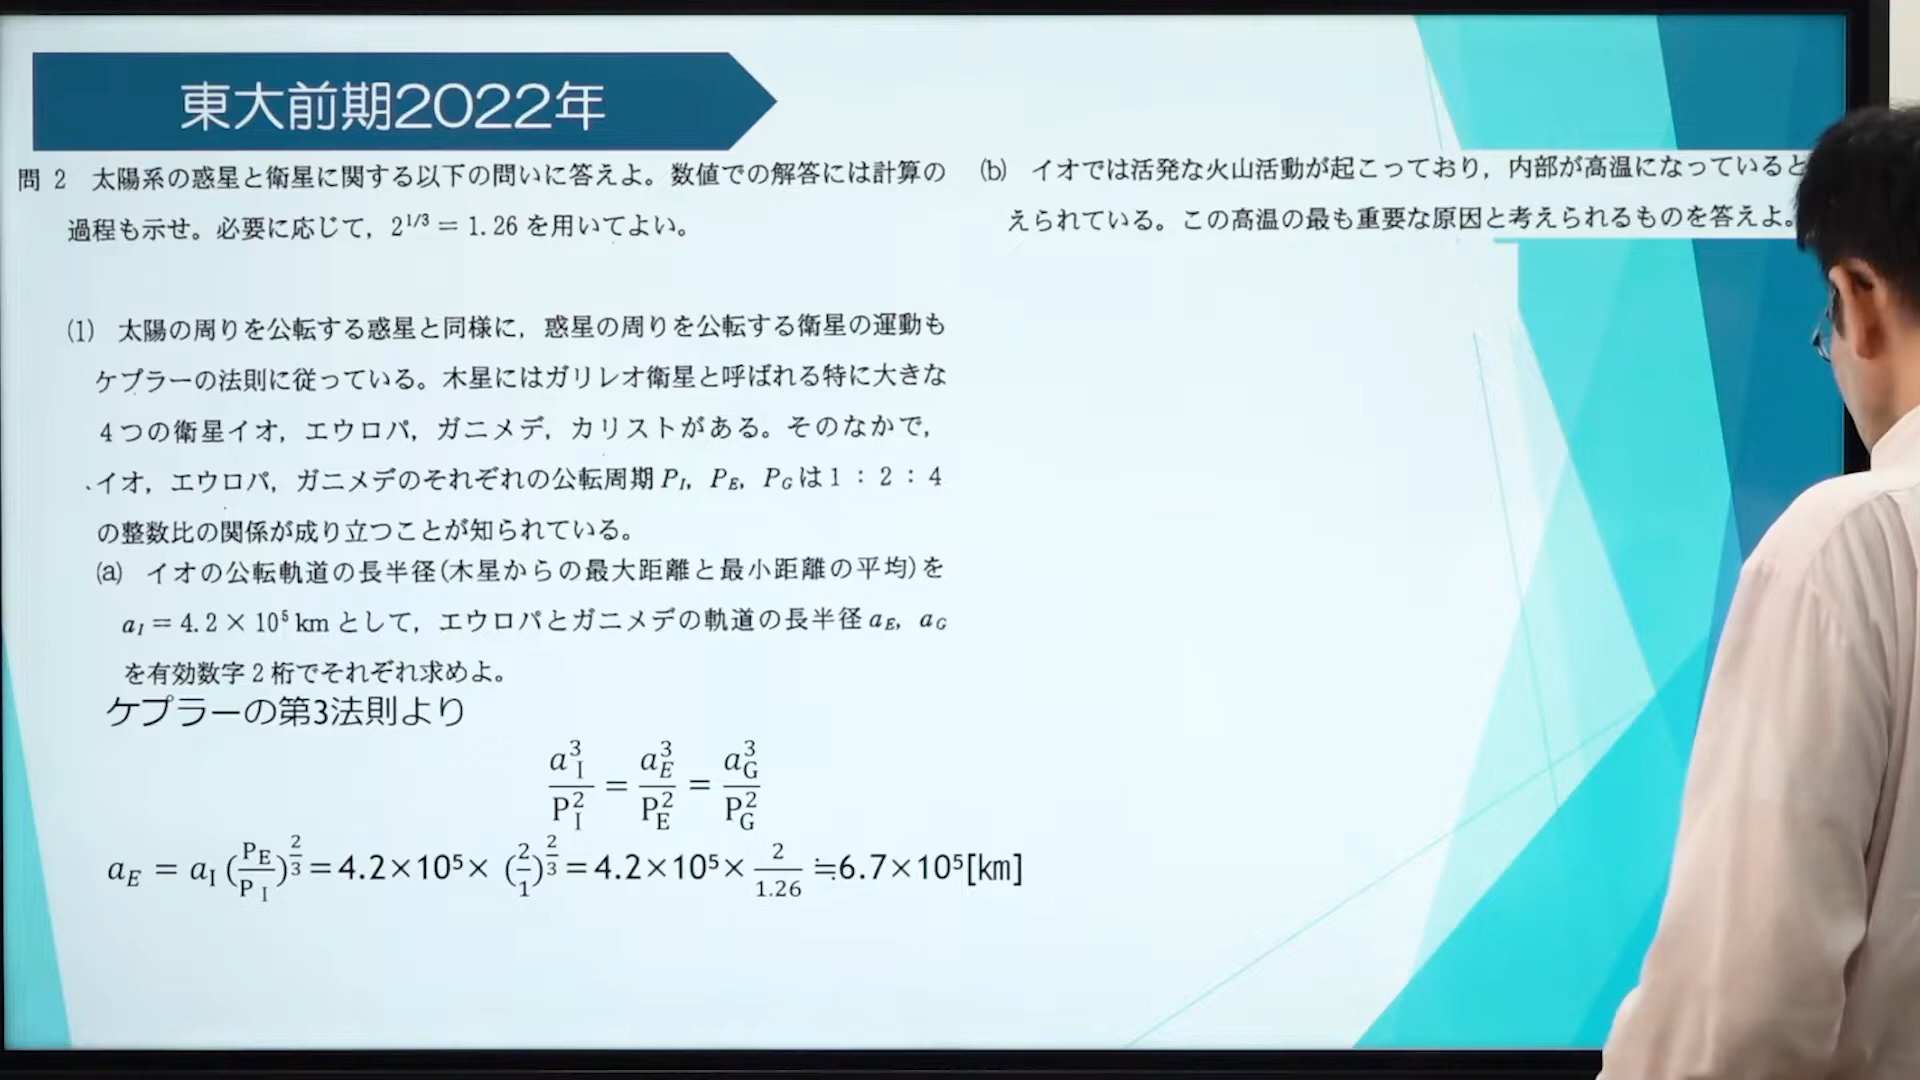 東大前期2022年
問 2 太陽系の惑星と衛星に関する以下の問いに答えよ。数値での解答には計算の
過程も示せ。必要に応じて，2^{1/3} = 1.26 を用いてよい。
(1) 太陽の周りを公転する惑星と同様に，惑星の周りを公転する衛星の運動も
ケプラーの法則に従っている。木星にはガリレオ衛星と呼ばれる特に大きな
4つの衛星イオ，エウロパ，ガニメデ，カリストがある。そのなかで，
イオ，エウロパ，ガニメデのそれぞれの公転周期 P_I，P_E，P_G は 1 : 2 : 4
の整数比の関係が成り立つことが知られている。
(a) イオの公転軌道の長半径(木星からの最大距離と最小距離の平均)を
a_I = 4.2 × 10⁵ km として，エウロパとガニメデの軌道の長半径 a_E，a_G
を有効数字 2 桁でそれぞれ求めよ。
ケプラーの第3法則より
\frac{a_I^3}{P_I^2} = \frac{a_E^3}{P_E^2} = \frac{a_G^3}{P_G^2}
a_E = a_I (\frac{P_E}{P_I})^{\frac{2}{3}} = 4.2×10⁵× (\frac{2}{1})^{\frac{2}{3}} = 4.2×10⁵× \frac{2}{1.26} ≒6.7×10⁵[km]
(b) イオでは活発な火山活動が起こっており，内部が高温になっていると
えられている。この高温の最も重要な原因と考えられるものを答えよ。